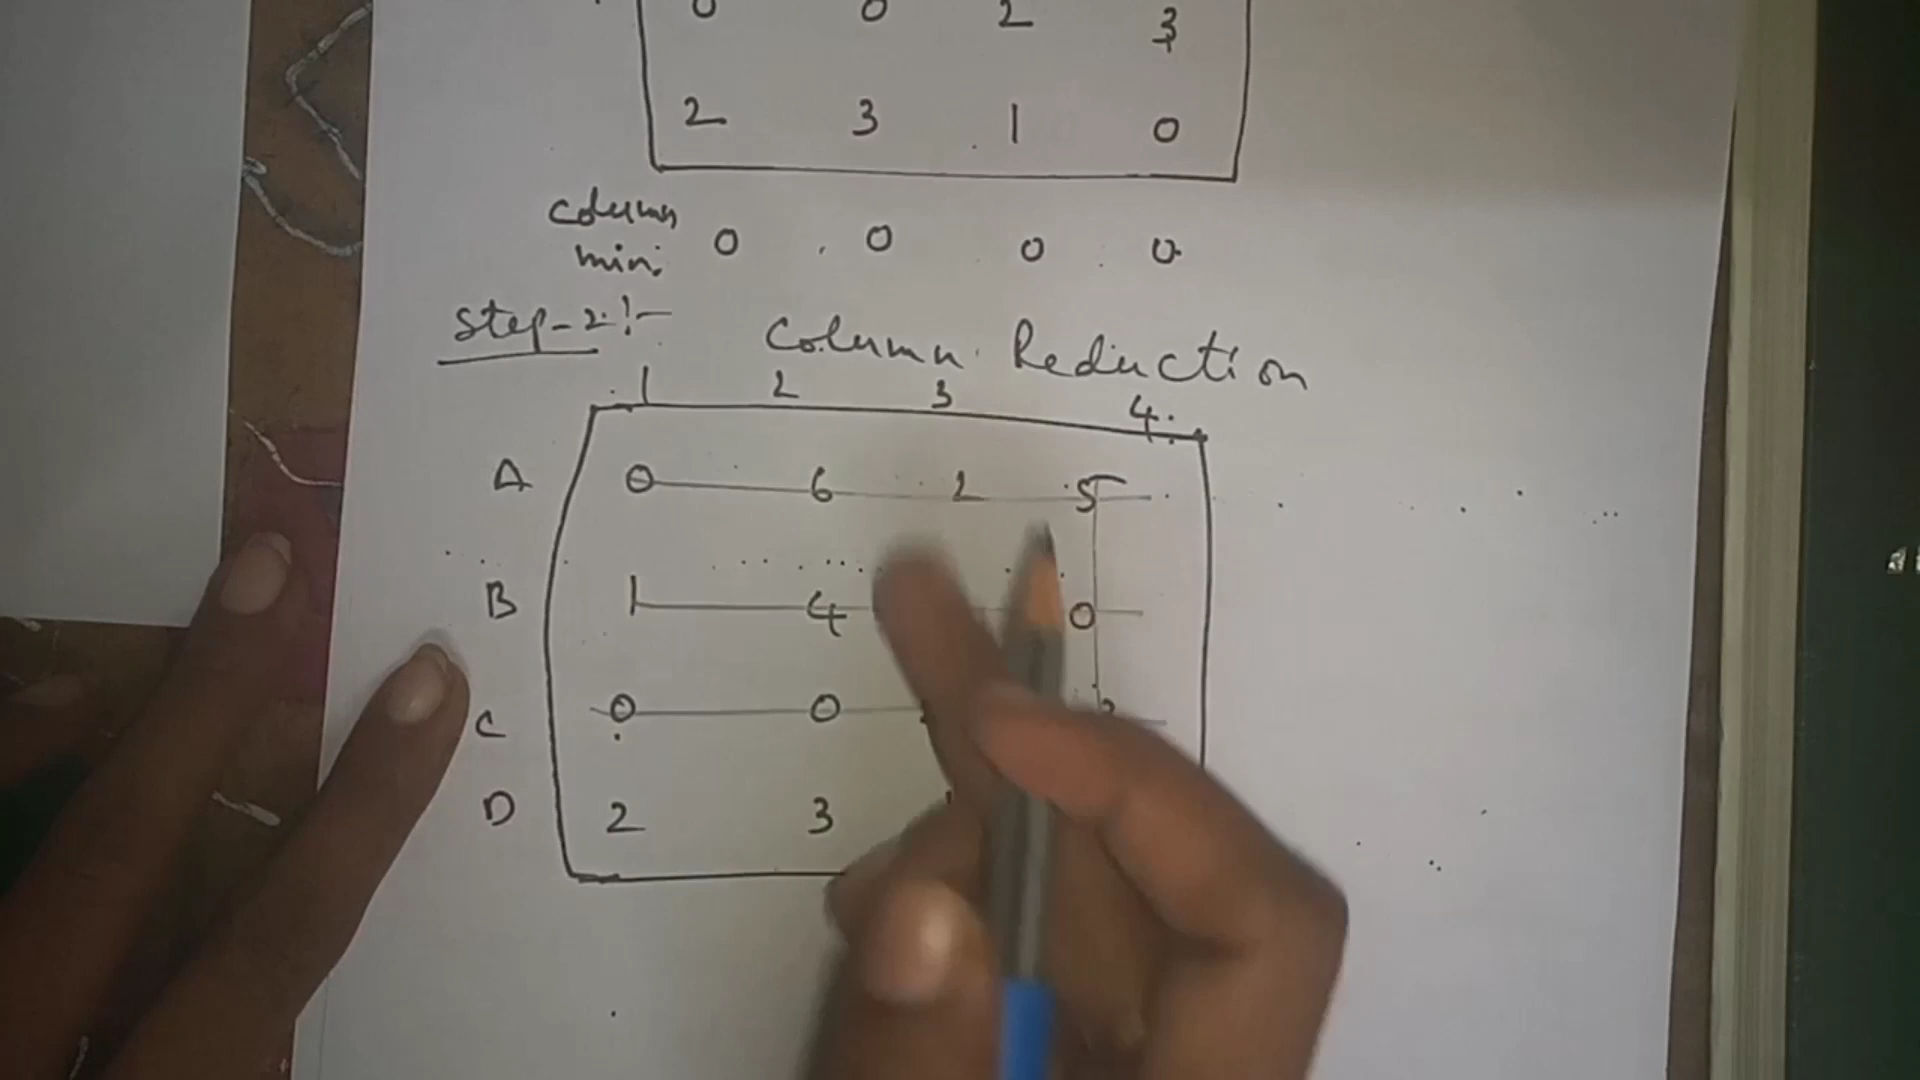 0 0 2 3
2 3 1 0
column
min. 0 0 0 0
Step-2:- Column Reduction
1 2 3 4
A 0 6 2 5
B 1 4 0
C 0 0
D 2 3